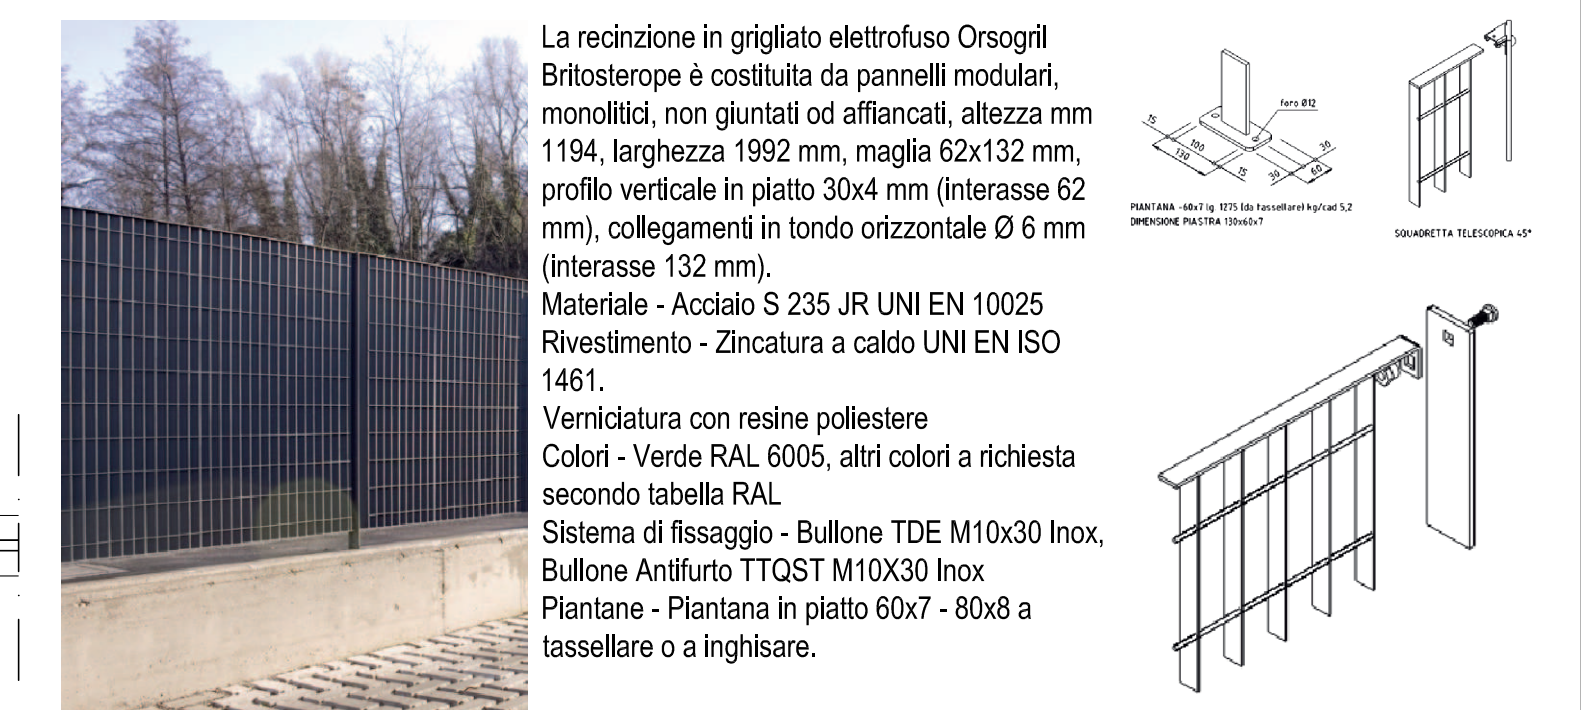 La recinzione in grigliato elettrofuso Orsogril
Britosterope è costituita da pannelli modulari,
monolitici, non giuntati od affiancati, altezza mm
1194, larghezza 1992 mm, maglia 62x132 mm,
profilo verticale in piatto 30x4 mm (interasse 62
mm), collegamenti in tondo orizzontale Ø 6 mm
(interasse 132 mm).
Materiale - Acciaio S 235 JR UNI EN 10025
Rivestimento - Zincatura a caldo UNI EN ISO
1461.
Verniciatura con resine poliestere
Colori - Verde RAL 6005, altri colori a richiesta
secondo tabella RAL
Sistema di fissaggio - Bullone TDE M10x30 Inox,
Bullone Antifurto TTQST M10X30 Inox
Piantane - Piantana in piatto 60x7 - 80x8 a
tassellare o a inghisare.
foro Ø12
15
100
130
15
30
30
60
PIANTANA -60x7 lg. 1275 (da tassellare) kg/cad 5,2
DIMENSIONE PIASTRA 130x60x7
SQUADRETTA TELESCOPICA 45°